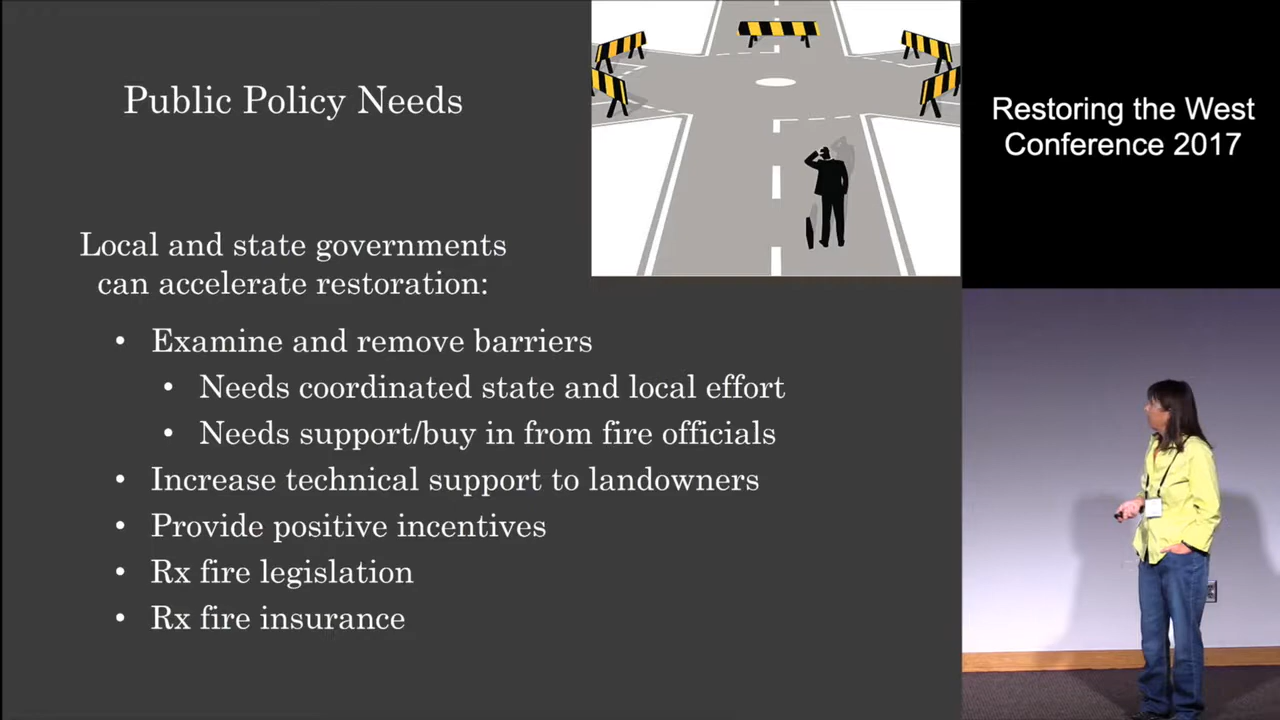 Public Policy Needs
Restoring the West
Conference 2017
Local and state governments
can accelerate restoration:
• Examine and remove barriers
• Needs coordinated state and local effort
• Needs support/buy in from fire officials
• Increase technical support to landowners
• Provide positive incentives
• Rx fire legislation
• Rx fire insurance